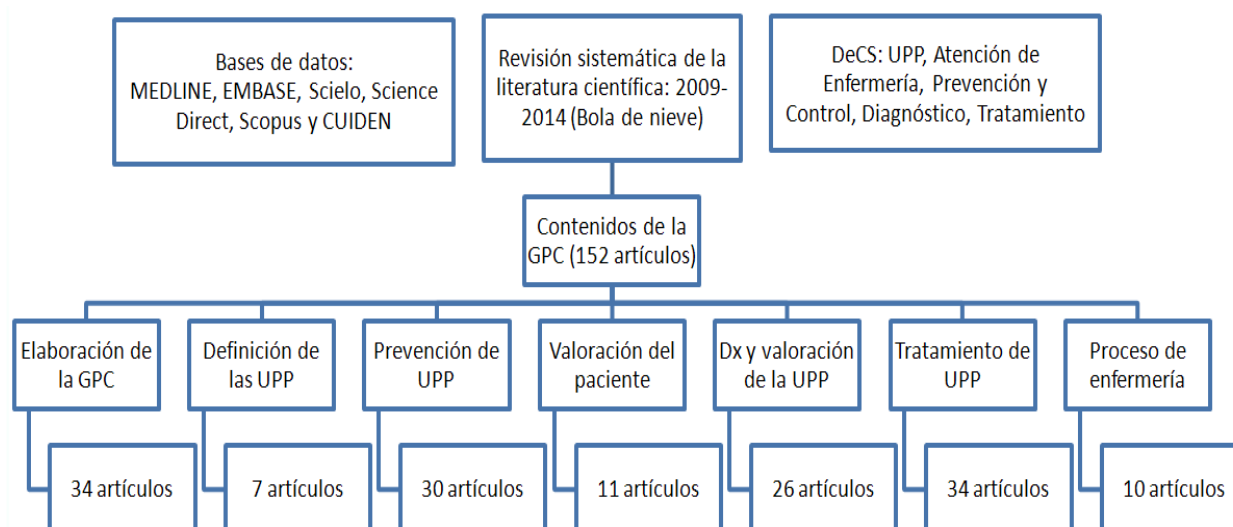 Bases de datos:
MEDLINE, EMBASE, Scielo, Science
Direct, Scopus y CUIDEN
Revisión sistemática de la
literatura científica: 2009-
2014 (Bola de nieve)
DeCS: UPP, Atención de
Enfermería, Prevención y
Control, Diagnóstico, Tratamiento
Contenidos de la
GPC (152 artículos)
Elaboración de
la GPC
Definición de
las UPP
Prevención de
UPP
Valoración del
paciente
Dx y valoración
de la UPP
Tratamiento de
UPP
Proceso de
enfermería
34 artículos
7 artículos
30 artículos
11 artículos
26 artículos
34 artículos
10 artículos